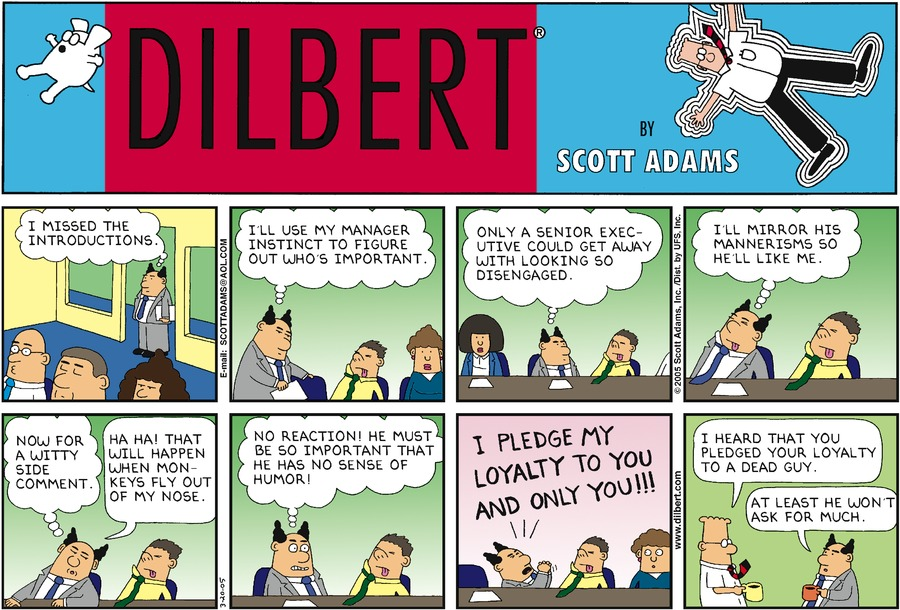 DILBERT®
BY
SCOTT ADAMS
I MISSED THE
INTRODUCTIONS.
E-mail: SCOTTADAMS@AOL.COM
I'LL USE MY MANAGER
INSTINCT TO FIGURE
OUT WHO'S IMPORTANT.
ONLY A SENIOR EXEC-
UTIVE COULD GET AWAY
WITH LOOKING SO
DISENGAGED.
© 2005 Scott Adams, Inc./Dist. by UFS, Inc.
I'LL MIRROR HIS
MANNERISMS SO
HE'LL LIKE ME.
NOW FOR
A WITTY
SIDE
COMMENT.
HA HA! THAT
WILL HAPPEN
WHEN MON-
KEYS FLY OUT
OF MY NOSE.
3-20-05
NO REACTION! HE MUST
BE SO IMPORTANT THAT
HE HAS NO SENSE OF
HUMOR!
I PLEDGE MY
LOYALTY TO YOU
AND ONLY YOU!!!
www.dilbert.com
I HEARD THAT YOU
PLEDGED YOUR LOYALTY
TO A DEAD GUY.
AT LEAST HE WON'T
ASK FOR MUCH.